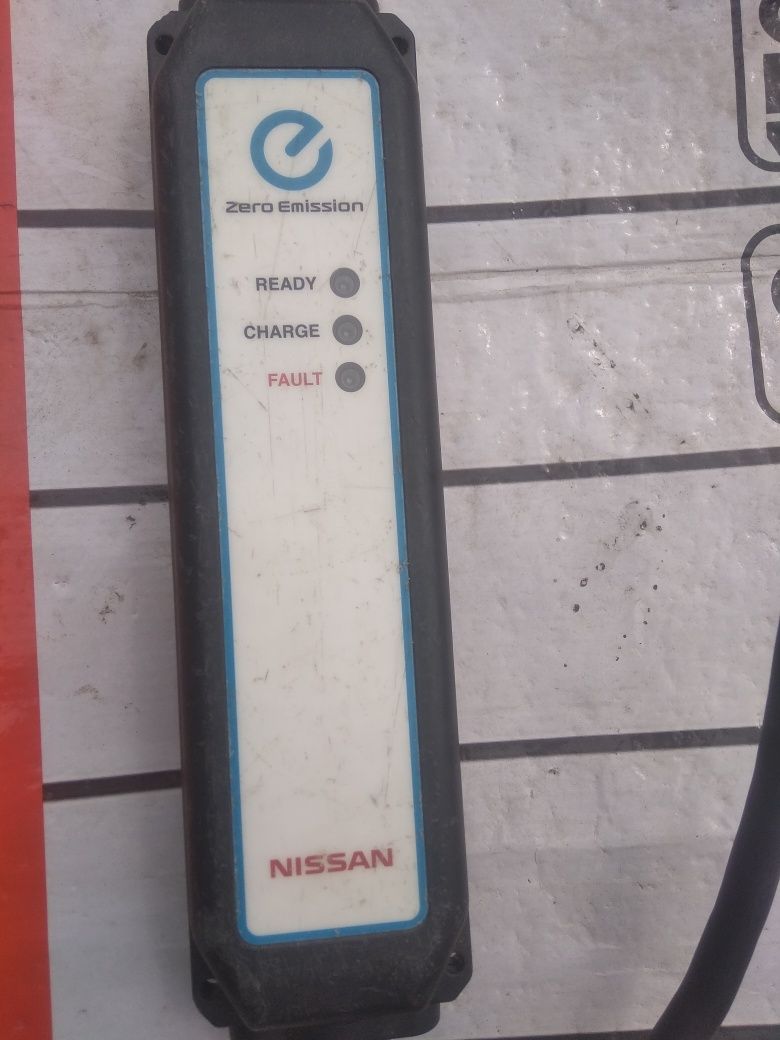 Zero Emission
READY
CHARGE
FAULT
NISSAN